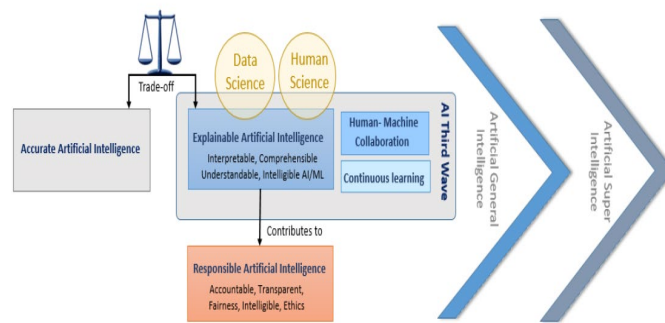 Data
Science
Human
Science
Trade-off
Accurate Artificial Intelligence
Explainable Artificial Intelligence
Interpretable, Comprehensible
Understandable, Intelligible AI/ML
Human- Machine
Collaboration
Continuous learning
AI Third Wave
Contributes to
Responsible Artificial Intelligence
Accountable, Transparent,
Fairness, Intelligible, Ethics
Artificial General
Intelligence
Artificial Super
Intelligence